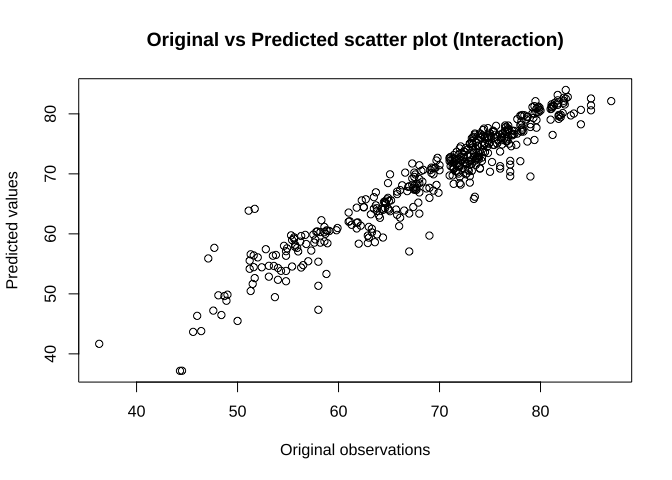 Original vs Predicted scatter plot (Interaction)
Predicted values
80
70
60
50
40
40 50 60 70 80
Original observations